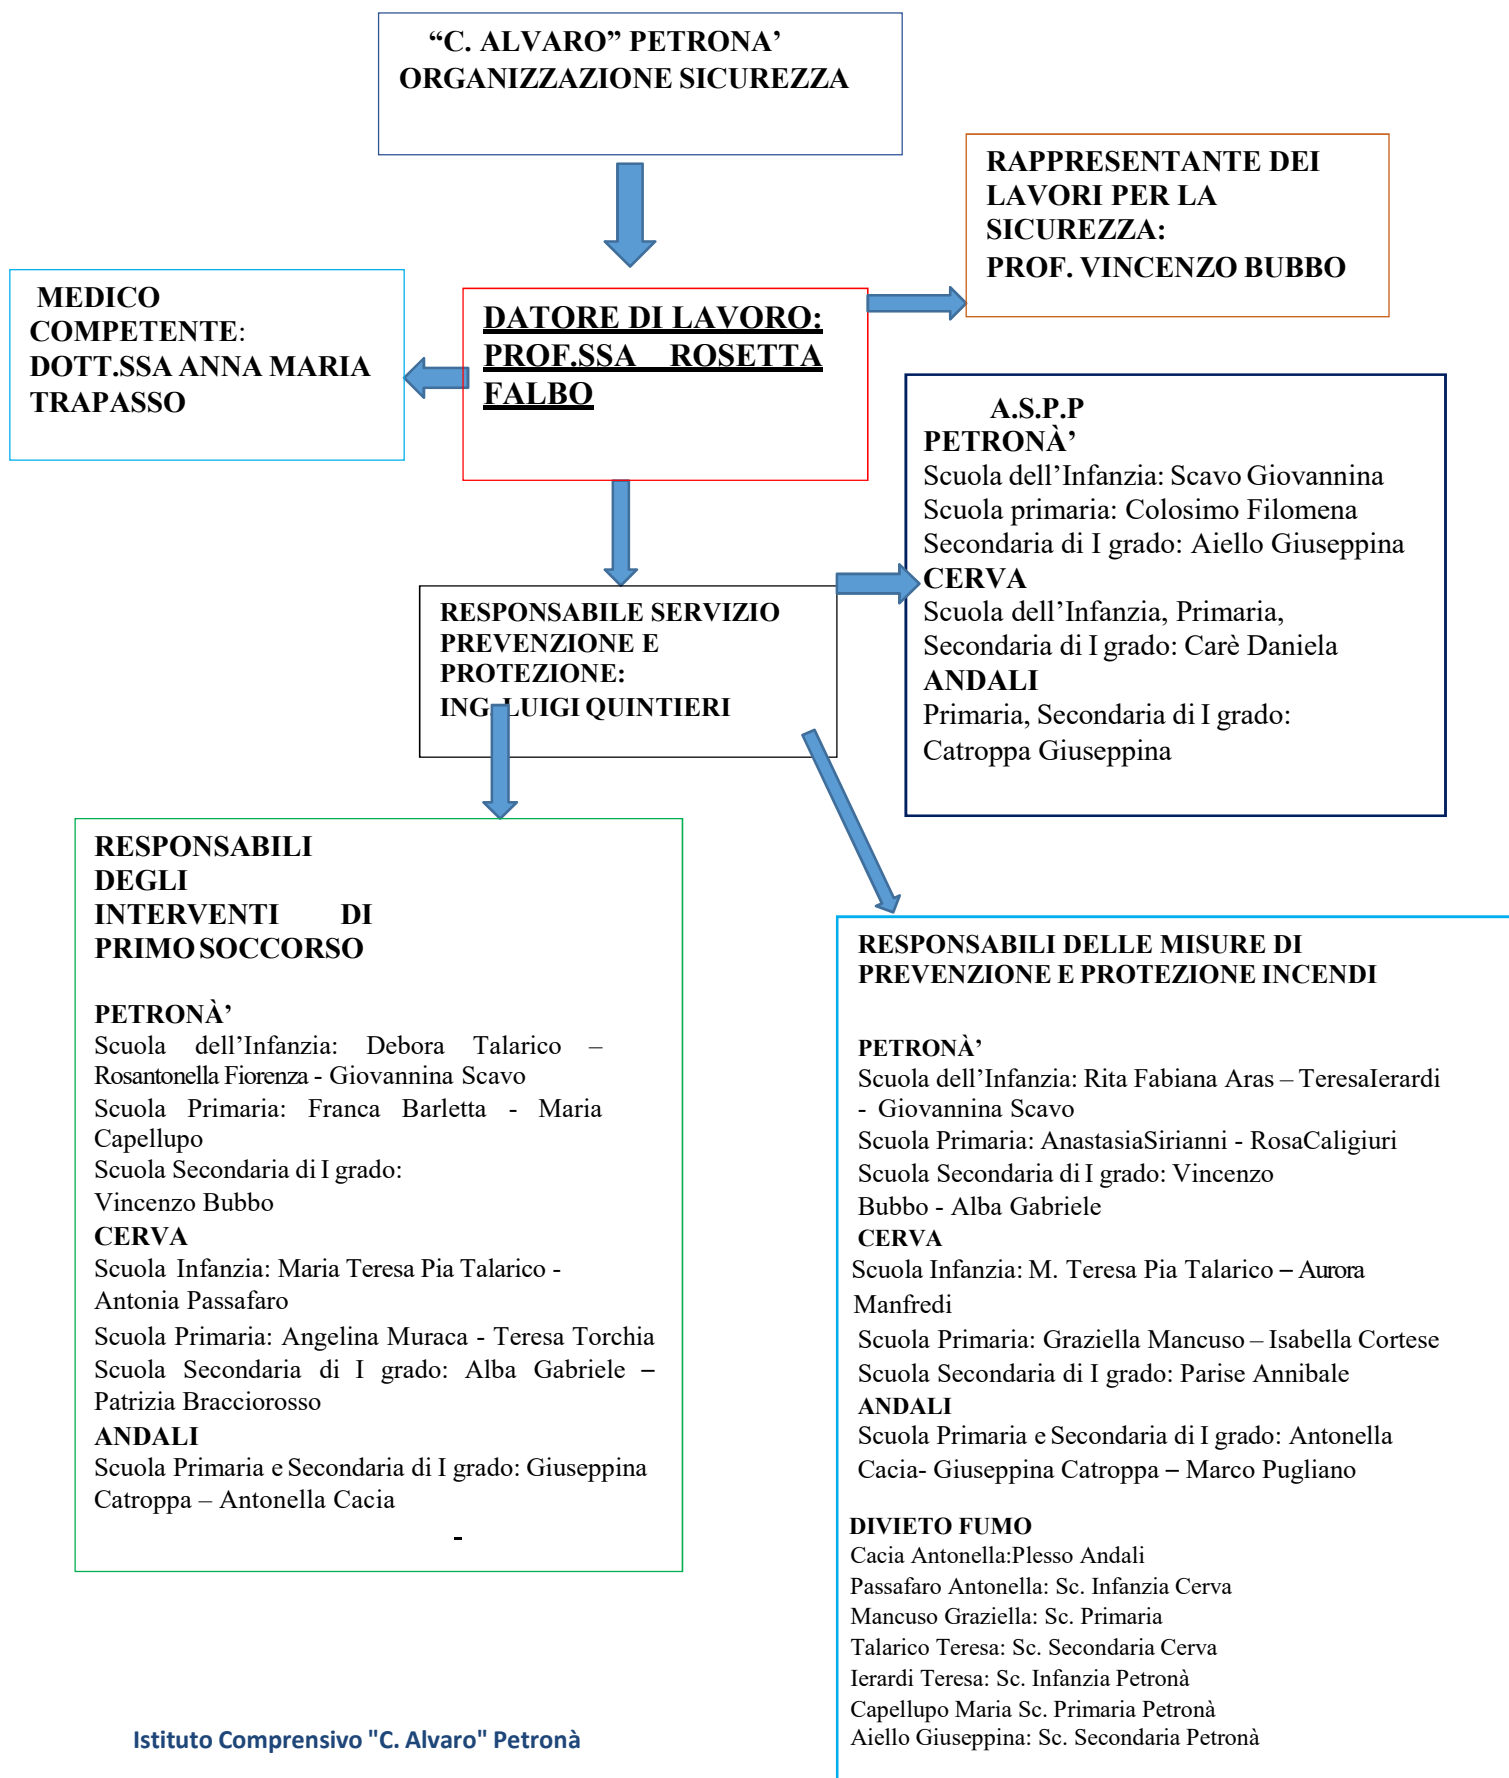 “C. ALVARO” PETRONA’
ORGANIZZAZIONE SICUREZZA
RAPPRESENTANTE DEI
LAVORI PER LA
SICUREZZA:
PROF. VINCENZO BUBBO
MEDICO
COMPETENTE:
DOTT.SSA ANNA MARIA
TRAPASSO
DATORE DI LAVORO:
PROF.SSA ROSETTA
FALBO
A.S.P.P
PETRONÀ’
Scuola dell’Infanzia: Scavo Giovannina
Scuola primaria: Colosimo Filomena
Secondaria di I grado: Aiello Giuseppina
CERVA
Scuola dell’Infanzia, Primaria,
Secondaria di I grado: Carè Daniela
ANDALI
Primaria, Secondaria di I grado:
Catroppa Giuseppina
RESPONSABILE SERVIZIO
PREVENZIONE E
PROTEZIONE:
ING. LUIGI QUINTIERI
RESPONSABILI
DEGLI
INTERVENTI DI
PRIMO SOCCORSO
PETRONÀ’
Scuola dell’Infanzia: Debora Talarico –
Rosantonella Fiorenza - Giovannina Scavo
Scuola Primaria: Franca Barletta - Maria
Capellupo
Scuola Secondaria di I grado:
Vincenzo Bubbo
CERVA
Scuola Infanzia: Maria Teresa Pia Talarico -
Antonia Passafaro
Scuola Primaria: Angelina Muraca - Teresa Torchia
Scuola Secondaria di I grado: Alba Gabriele –
Patrizia Bracciorosso
ANDALI
Scuola Primaria e Secondaria di I grado: Giuseppina
Catroppa – Antonella Cacia
-
RESPONSABILI DELLE MISURE DI
PREVENZIONE E PROTEZIONE INCENDI
PETRONÀ’
Scuola dell’Infanzia: Rita Fabiana Aras – TeresaIerardi
- Giovannina Scavo
Scuola Primaria: AnastasiaSirianni - RosaCaligiuri
Scuola Secondaria di I grado: Vincenzo
Bubbo - Alba Gabriele
CERVA
Scuola Infanzia: M. Teresa Pia Talarico – Aurora
Manfredi
Scuola Primaria: Graziella Mancuso – Isabella Cortese
Scuola Secondaria di I grado: Parise Annibale
ANDALI
Scuola Primaria e Secondaria di I grado: Antonella
Cacia- Giuseppina Catroppa – Marco Pugliano
DIVIETO FUMO
Cacia Antonella:Plesso Andali
Passafaro Antonella: Sc. Infanzia Cerva
Mancuso Graziella: Sc. Primaria
Talarico Teresa: Sc. Secondaria Cerva
Ierardi Teresa: Sc. Infanzia Petronà
Capellupo Maria Sc. Primaria Petronà
Aiello Giuseppina: Sc. Secondaria Petronà
Istituto Comprensivo "C. Alvaro" Petronà